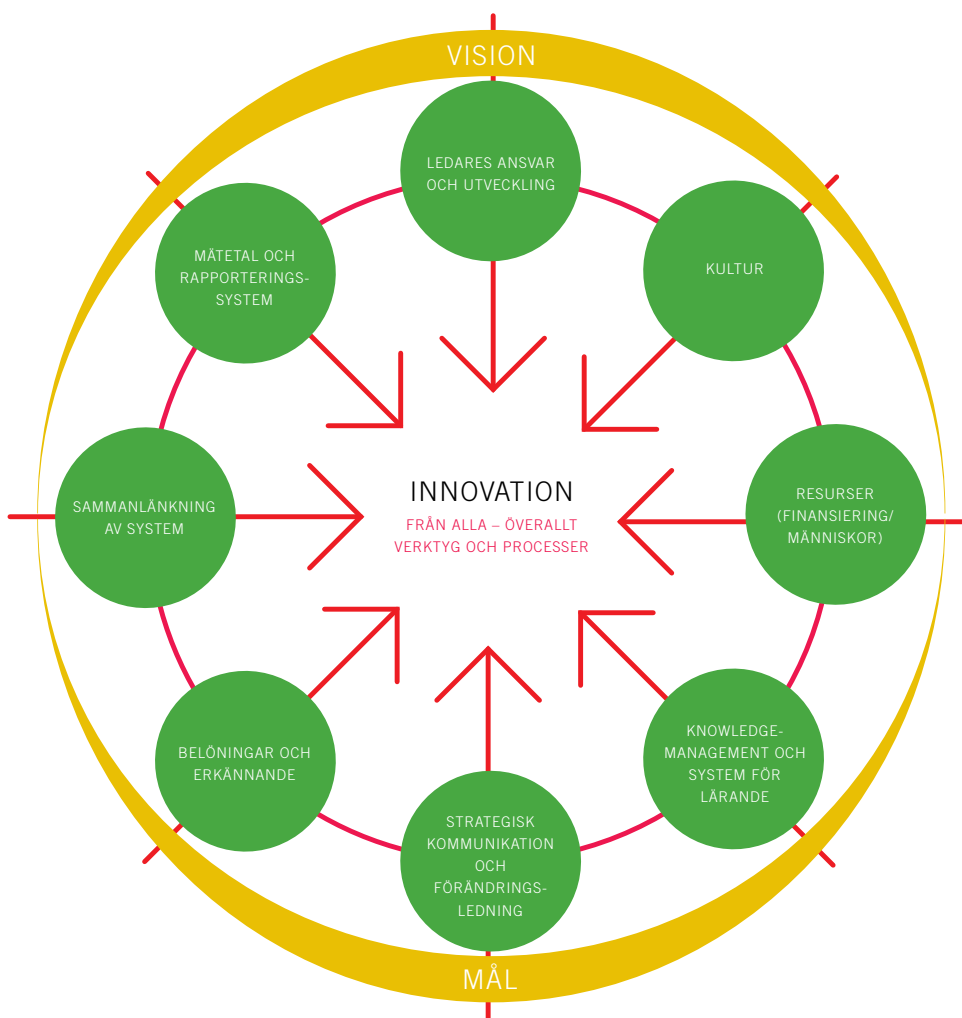 VISION
LEDARES ANSVAR
OCH UTVECKLING
KULTUR
RESURSER
(FINANSIERING/
MÄNNISKOR)
KNOWLEDGE-
MANAGEMENT OCH
SYSTEM FÖR
LÄRANDE
STRATEGISK
KOMMUNIKATION
OCH
FÖRÄNDRINGS-
LEDNING
BELÖNINGAR OCH
ERKÄNNANDE
SAMMANLÄNKNING
AV SYSTEM
MÄTETAL OCH
RAPPORTERINGS-
SYSTEM
INNOVATION
FRÅN ALLA – ÖVERALLT
VERKTYG OCH PROCESSER
MÅL